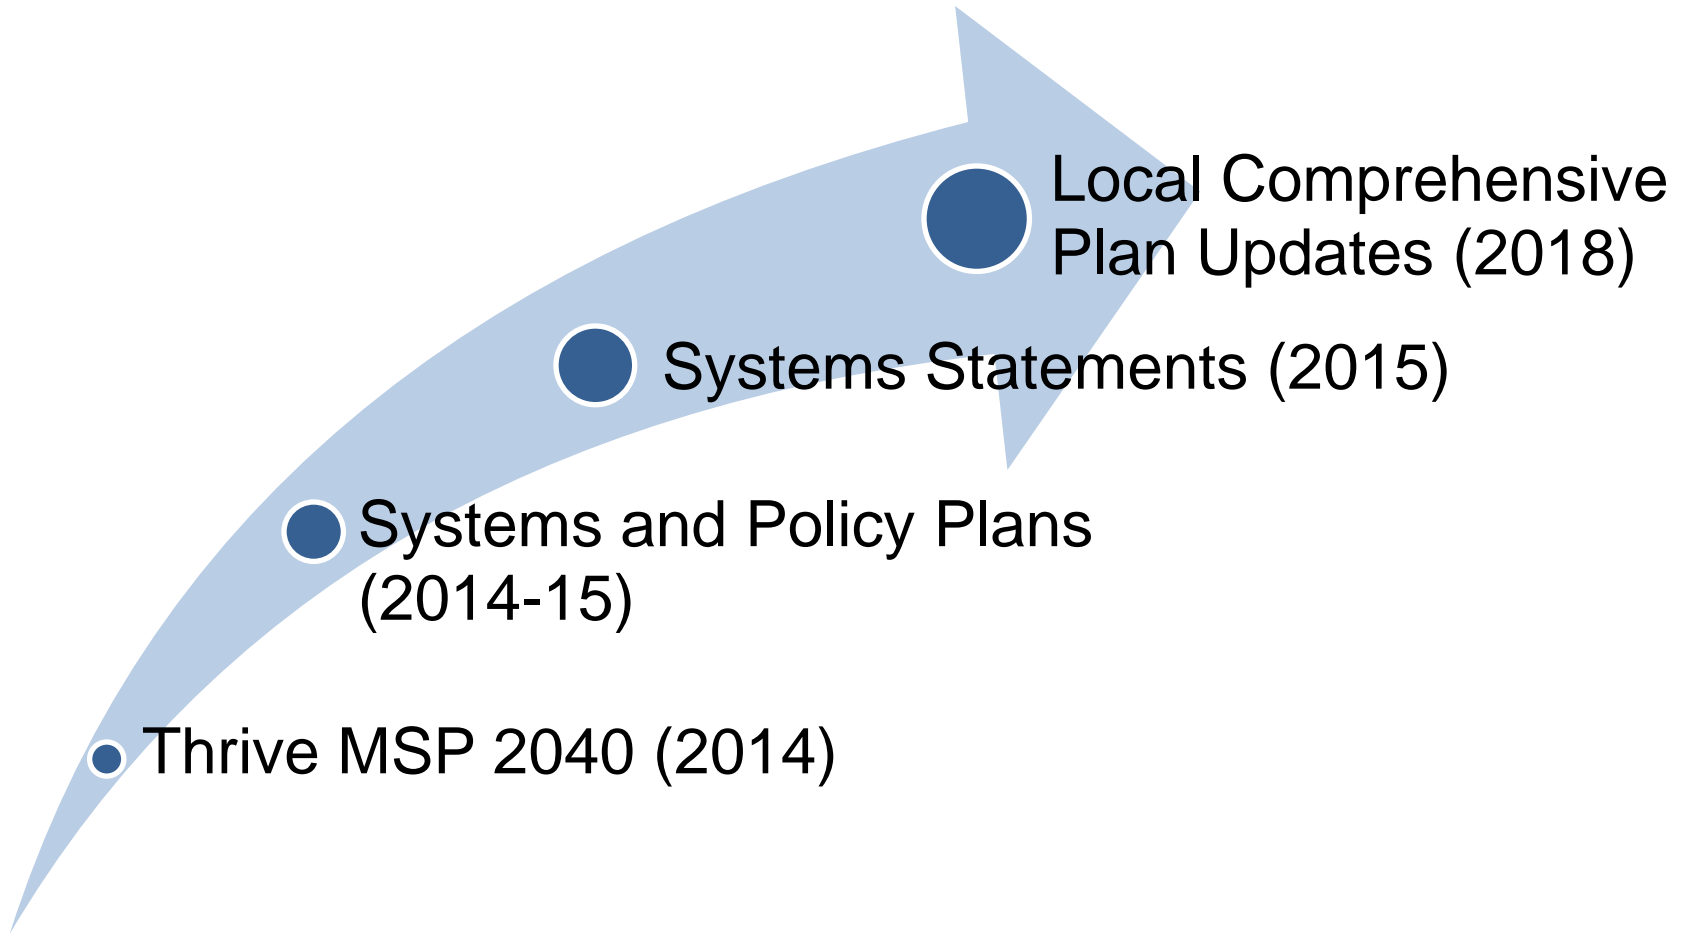 Local Comprehensive
Plan Updates (2018)
Systems Statements (2015)
Systems and Policy Plans
(2014-15)
Thrive MSP 2040 (2014)